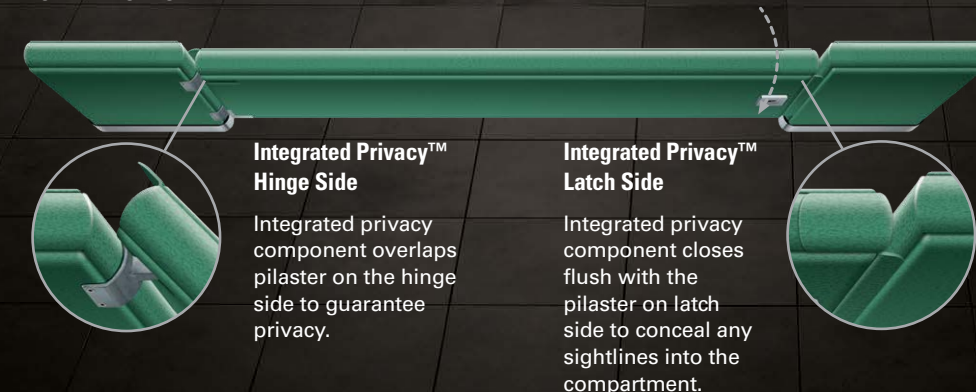 Integrated Privacy™
Hinge Side
Integrated privacy
component overlaps
pilaster on the hinge
side to guarantee
privacy.
Integrated Privacy™
Latch Side
Integrated privacy
component closes
flush with the
pilaster on latch
side to conceal any
sightlines into the
compartment.